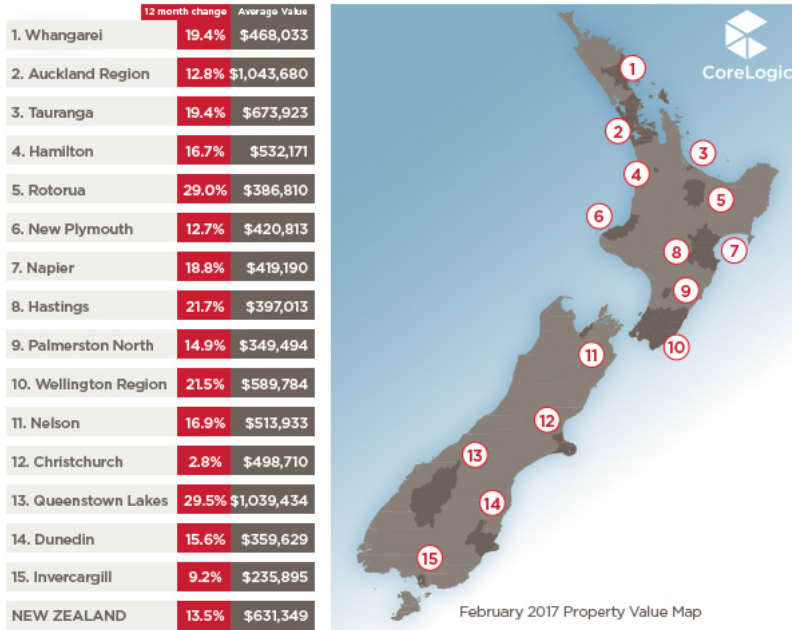 12 month change Average Value
1. Whangarei 19.4% $468,033
2. Auckland Region 12.8% $1,043,680
3. Tauranga 19.4% $673,923
4. Hamilton 16.7% $532,171
5. Rotorua 29.0% $386,810
6. New Plymouth 12.7% $420,813
7. Napier 18.8% $419,190
8. Hastings 21.7% $397,013
9. Palmerston North 14.9% $349,494
10. Wellington Region 21.5% $589,784
11. Nelson 16.9% $513,933
12. Christchurch 2.8% $498,710
13. Queenstown Lakes 29.5% $1,039,434
14. Dunedin 15.6% $359,629
15. Invercargill 9.2% $235,895
NEW ZEALAND 13.5% $631,349
CoreLogic
1
2
3
4
5
6
7
8
9
10
11
12
13
14
15
February 2017 Property Value Map